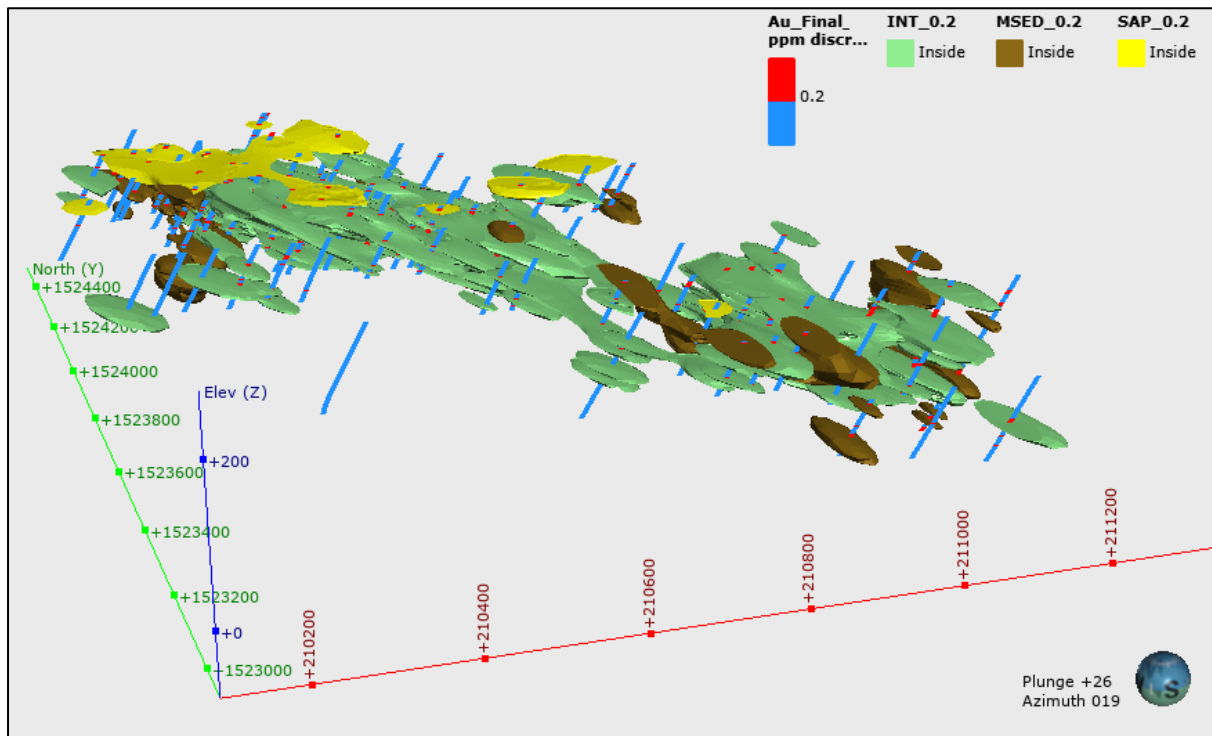 Au_Final_
ppm discr...
0.2
INT_0.2
Inside
MSED_0.2
Inside
SAP_0.2
Inside
North (Y)
+1524400
+1524200
+1524000
+1523800
+1523600
+1523400
+1523200
+1523000
Elev (Z)
+200
+0
+210200
+210400
+210600
+210800
+211000
+211200
Plunge +26
Azimuth 019
S